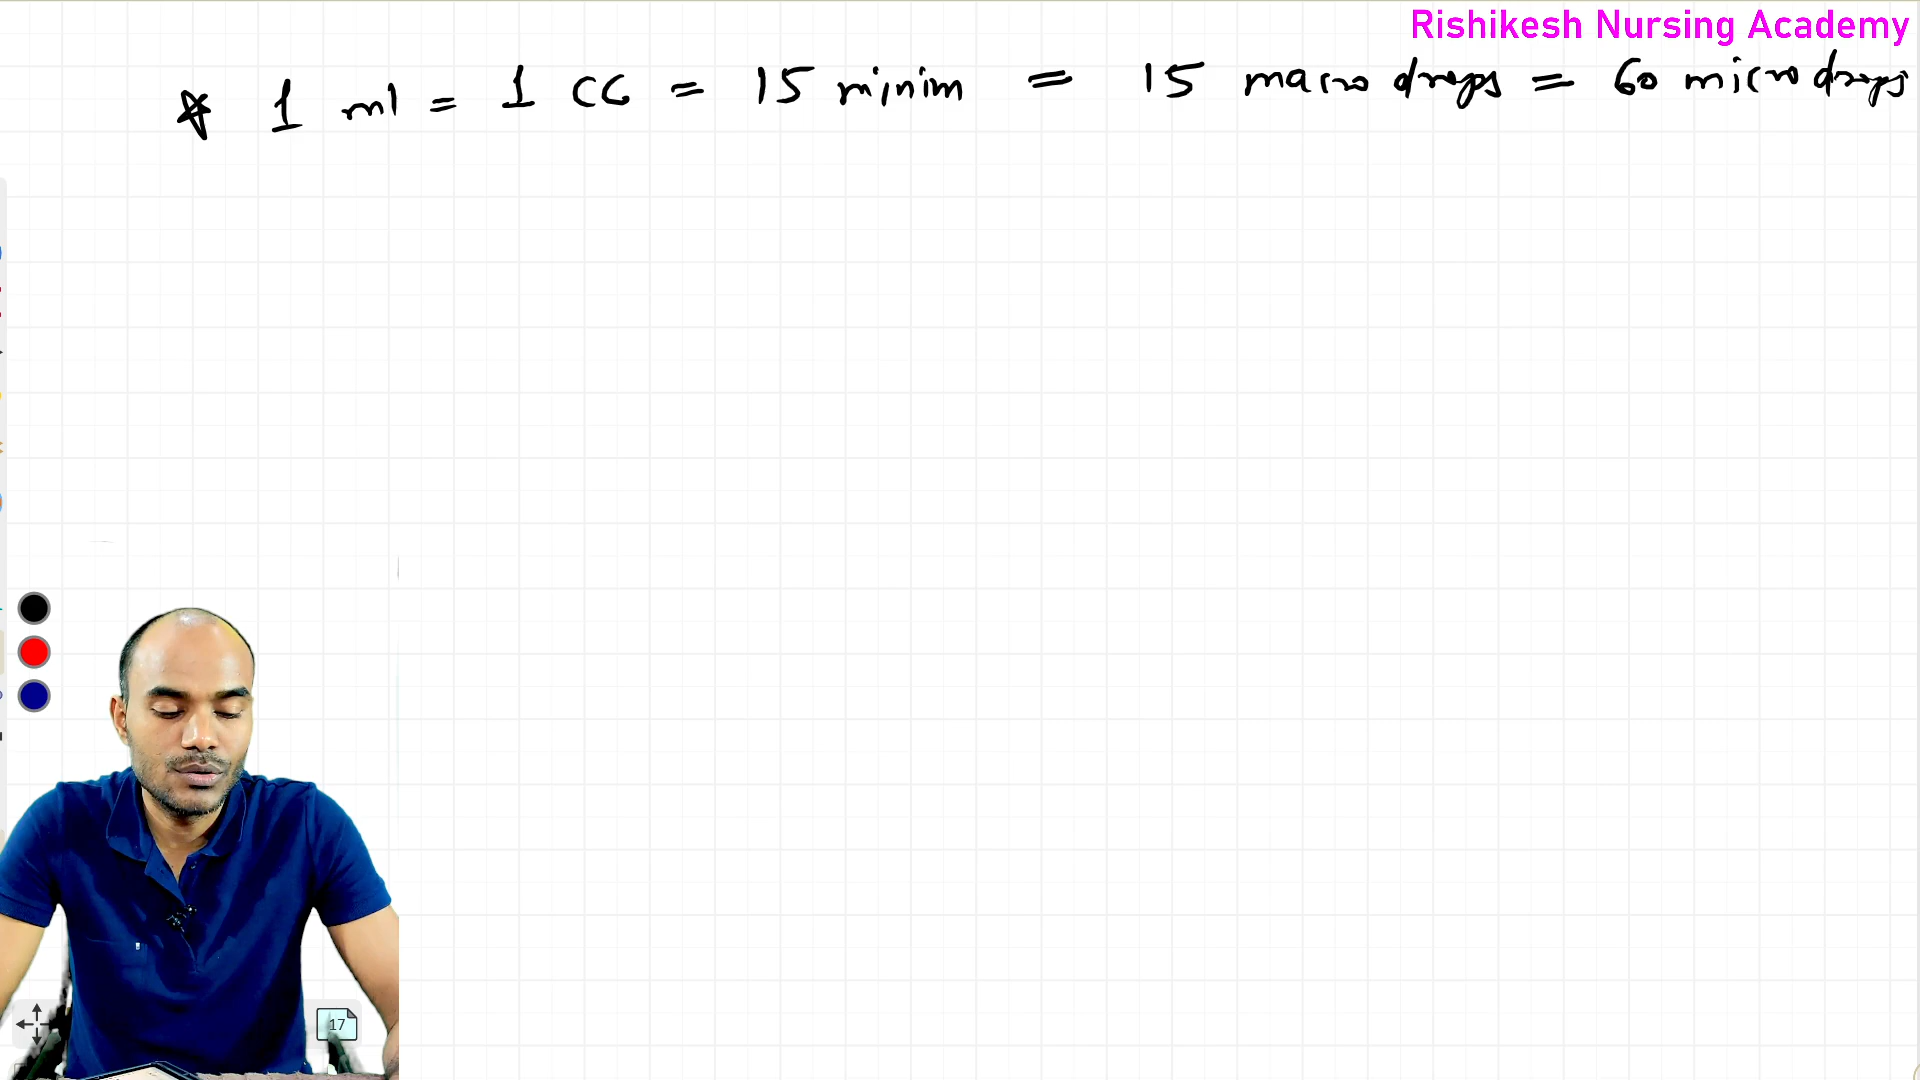 Rishikesh Nursing Academy
* 1 ml = 1 CC = 15 minim = 15 macro drops = 60 micro drops
17